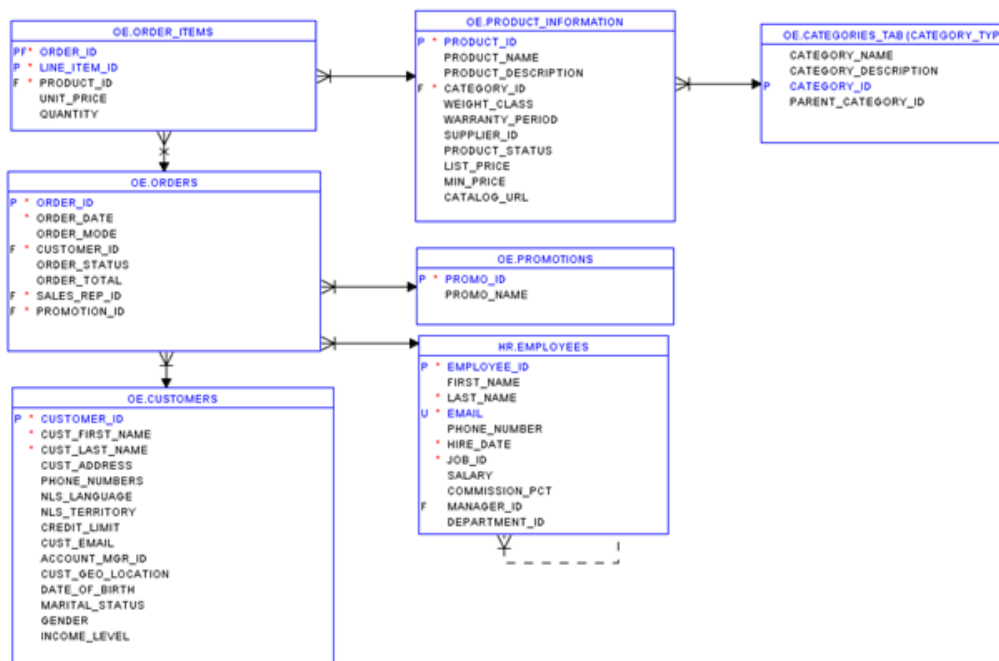 OE.ORDER_ITEMS
PF* ORDER_ID
P * LINE_ITEM_ID
F * PRODUCT_ID
UNIT_PRICE
QUANTITY
OE.PRODUCT_INFORMATION
P * PRODUCT_ID
PRODUCT_NAME
PRODUCT_DESCRIPTION
F * CATEGORY_ID
WEIGHT_CLASS
WARRANTY_PERIOD
SUPPLIER_ID
PRODUCT_STATUS
LIST_PRICE
MIN_PRICE
CATALOG_URL
OE.CATEGORIES_TAB (CATEGORY_TYP
CATEGORY_NAME
CATEGORY_DESCRIPTION
P CATEGORY_ID
PARENT_CATEGORY_ID
OE.ORDERS
P * ORDER_ID
* ORDER_DATE
ORDER_MODE
F * CUSTOMER_ID
ORDER_STATUS
ORDER_TOTAL
F * SALES_REP_ID
F * PROMOTION_ID
OE.PROMOTIONS
P * PROMO_ID
PROMO_NAME
HR.EMPLOYEES
P * EMPLOYEE_ID
FIRST_NAME
* LAST_NAME
U * EMAIL
PHONE_NUMBER
* HIRE_DATE
* JOB_ID
SALARY
COMMISSION_PCT
F MANAGER_ID
DEPARTMENT_ID
OE.CUSTOMERS
P * CUSTOMER_ID
* CUST_FIRST_NAME
* CUST_LAST_NAME
CUST_ADDRESS
PHONE_NUMBERS
NLS_LANGUAGE
NLS_TERRITORY
CREDIT_LIMIT
CUST_EMAIL
ACCOUNT_MGR_ID
CUST_GEO_LOCATION
DATE_OF_BIRTH
MARITAL_STATUS
GENDER
INCOME_LEVEL